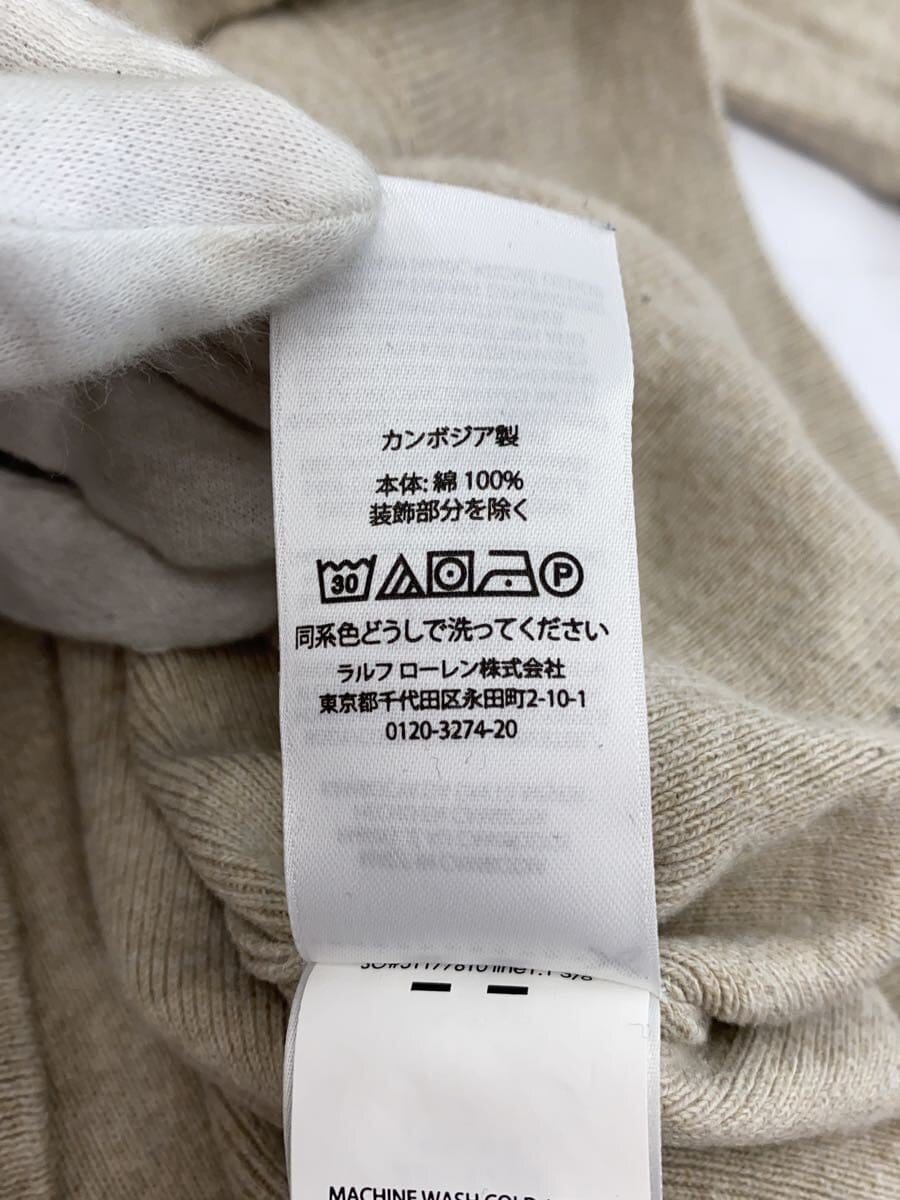 カンボジア製
本体: 綿 100%
装飾部分を除く
30 P
同系色どうしで洗ってください
ラルフ ローレン株式会社
東京都千代田区永田町2-10-1
0120-3274-20
MACHINE WASH COLD